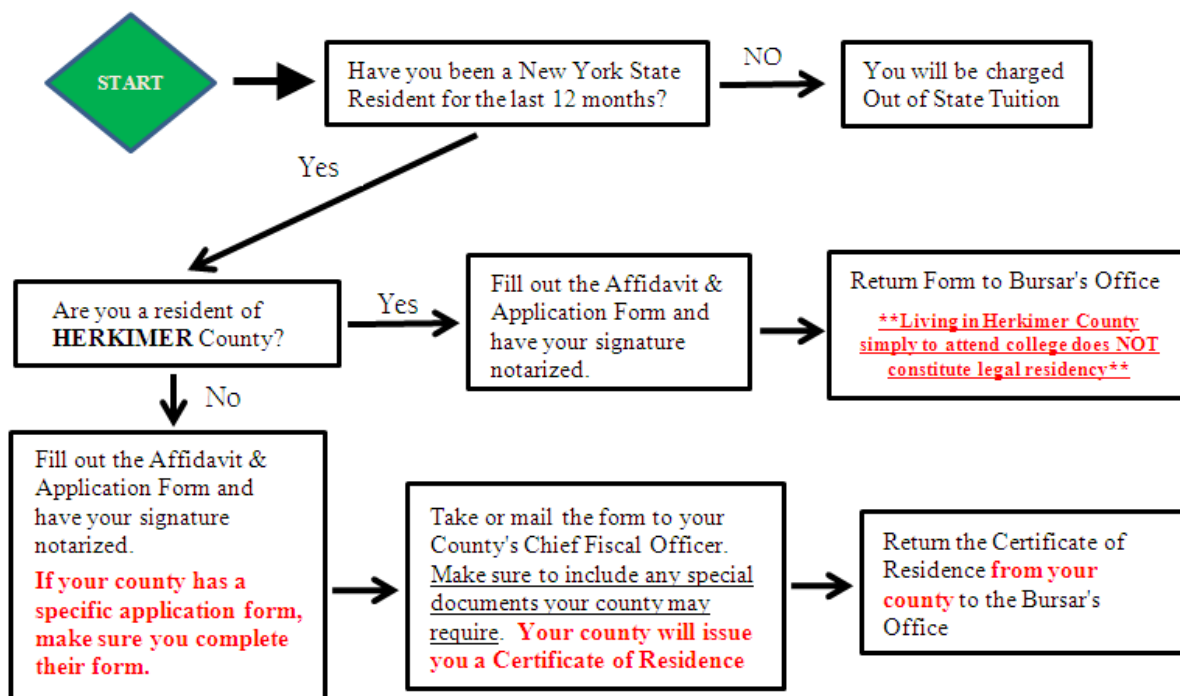 START
Have you been a New York State
Resident for the last 12 months?
NO
You will be charged
Out of State Tuition
Yes
Are you a resident of
HERKIMER County?
Yes
Fill out the Affidavit &
Application Form and
have your signature
notarized.
Return Form to Bursar's Office
**Living in Herkimer County
simply to attend college does NOT
constitute legal residency**
No
Fill out the Affidavit &
Application Form and
have your signature
notarized.
If your county has a
specific application form,
make sure you complete
their form.
Take or mail the form to your
County's Chief Fiscal Officer.
Make sure to include any special
documents your county may
require. Your county will issue
you a Certificate of Residence
Return the Certificate of
Residence from your
county to the Bursar's
Office